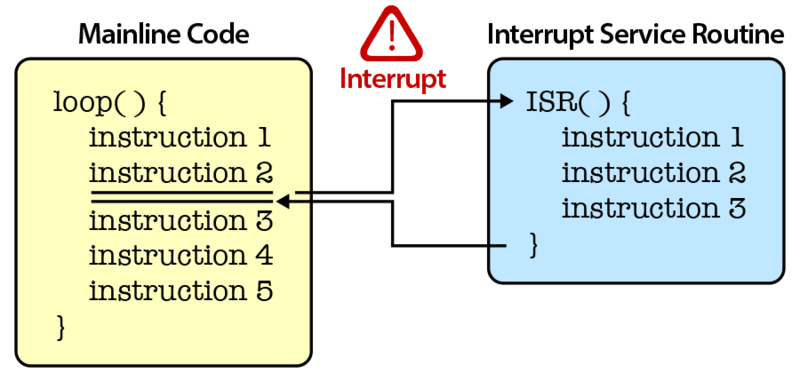 Mainline Code
loop( ) {
instruction 1
instruction 2
instruction 3
instruction 4
instruction 5
}
!
Interrupt
Interrupt Service Routine
ISR( ) {
instruction 1
instruction 2
instruction 3
}